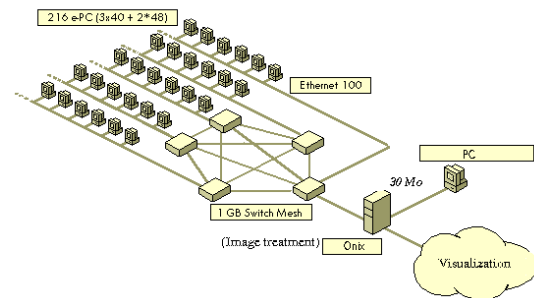 216 e-PC (3x40 + 2*48)
Ethernet 100
PC
30 Mo
1 GB Switch Mesh
(Image treatment)
Onix
Visualization